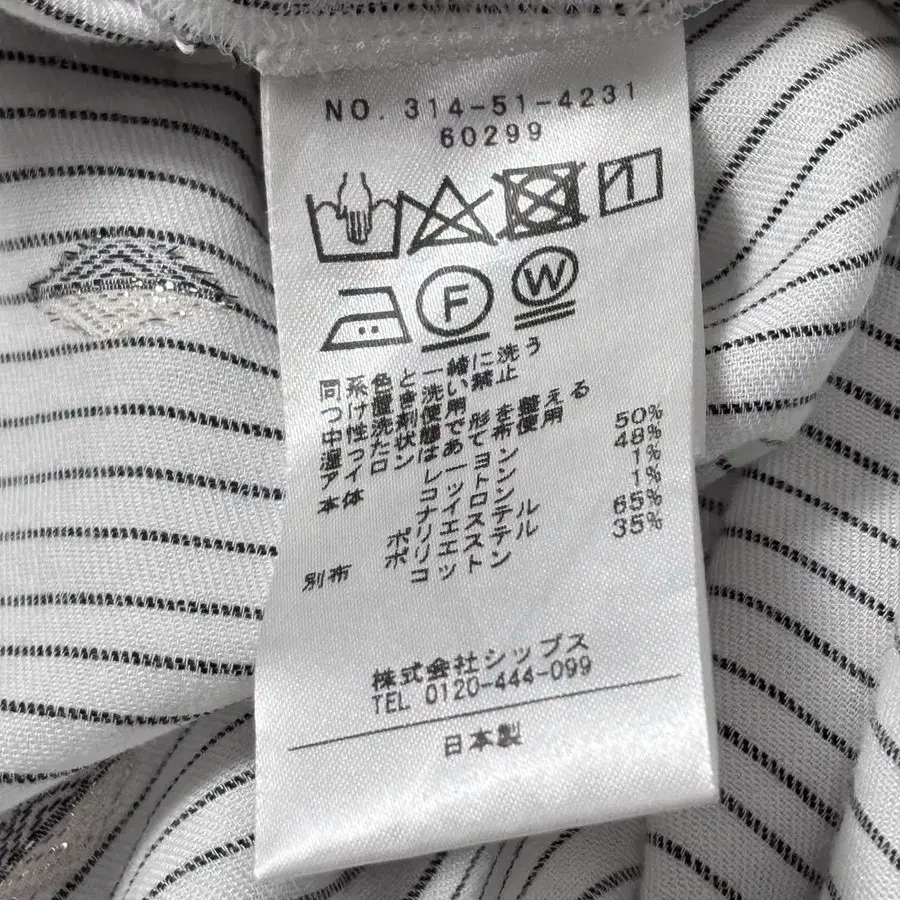 NO. 314-51-4231
60299
F W
同系色と一緒に洗う
つけ置き洗い禁止
中性洗剤使用
湿った状態で形を整える
アイロンはあて布使用
本体 レーヨン 50%
コットン 48%
ナイロン 1%
ポリエステル 1%
別布 ポリエステル 65%
コットン 35%
株式会社シップス
TEL 0120-444-099
日本製